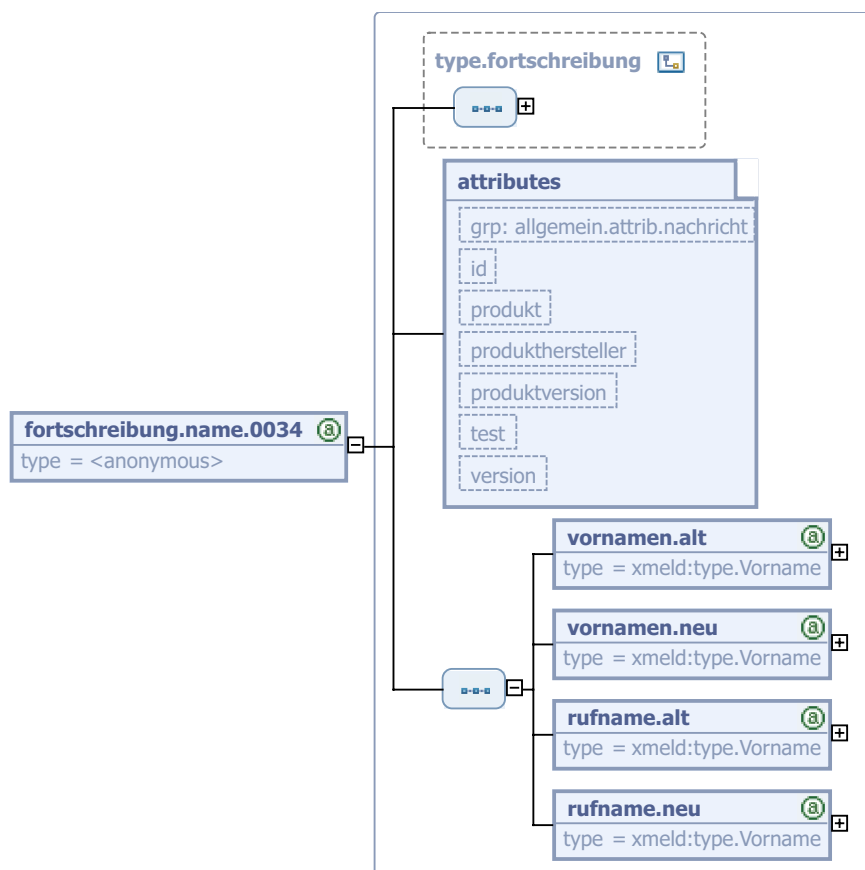 type.fortschreibung
attributes
grp: allgemein.attrib.nachricht
id
produkt
produkthersteller
produktversion
test
version
fortschreibung.name.0034
type = <anonymous>
vornamen.alt
type = xmeld:type.Vorname
vornamen.neu
type = xmeld:type.Vorname
rufname.alt
type = xmeld:type.Vorname
rufname.neu
type = xmeld:type.Vorname